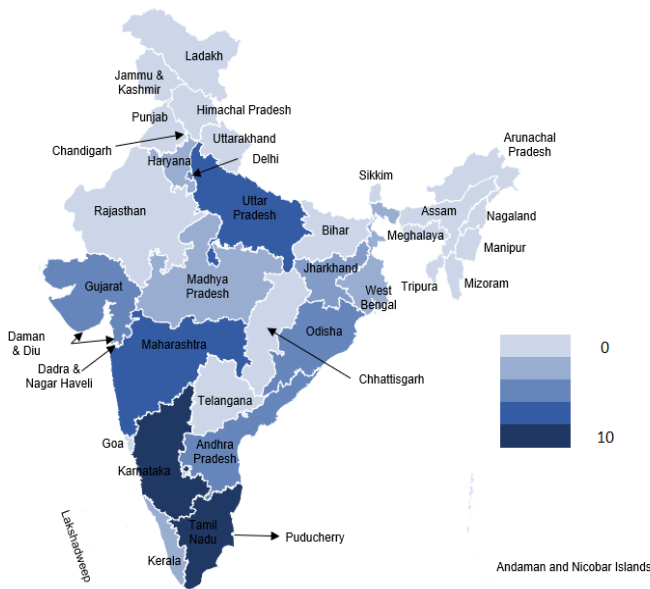 Ladakh
Jammu &
Kashmir
Himachal Pradesh
Punjab
Chandigarh
Uttarakhand
Haryana
Delhi
Arunachal
Pradesh
Sikkim
Uttar
Pradesh
Rajasthan
Assam
Nagaland
Bihar
Meghalaya
Manipur
Jharkhand
Gujarat
Madhya
Pradesh
Tripura
Mizoram
West
Bengal
Odisha
Daman
& Diu
Maharashtra
0
Dadra &
Nagar Haveli
Chhattisgarh
Telangana
10
Goa
Andhra
Pradesh
Karnataka
Lakshadweep
Tamil
Nadu
Puducherry
Kerala
Andaman and Nicobar Islands